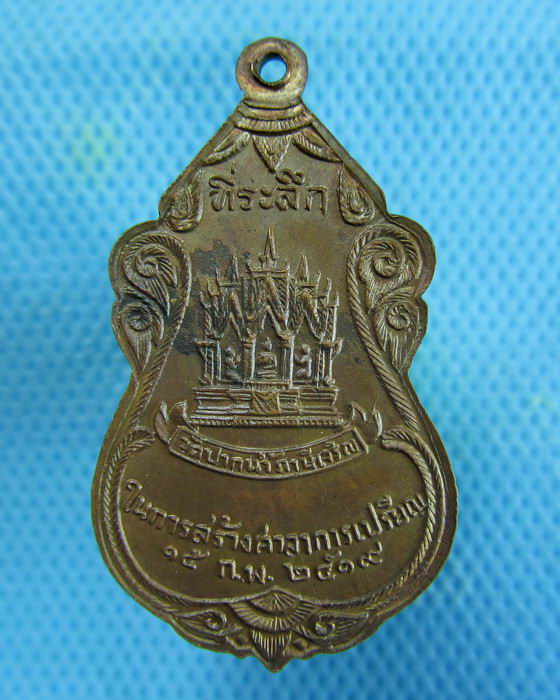 ที่ระลึก
วัดปากน้ำภาษีเจริญ
ในการสร้างศาลาการเปรียญ
๑๕ ก.พ. ๒๕๑๙